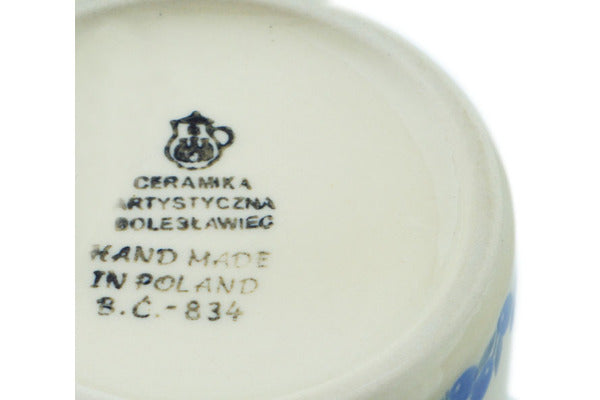 CERAMIKA
ARTYSTYCZNA
BOLESŁAWIEC
HAND MADE
IN POLAND
B.C.-834